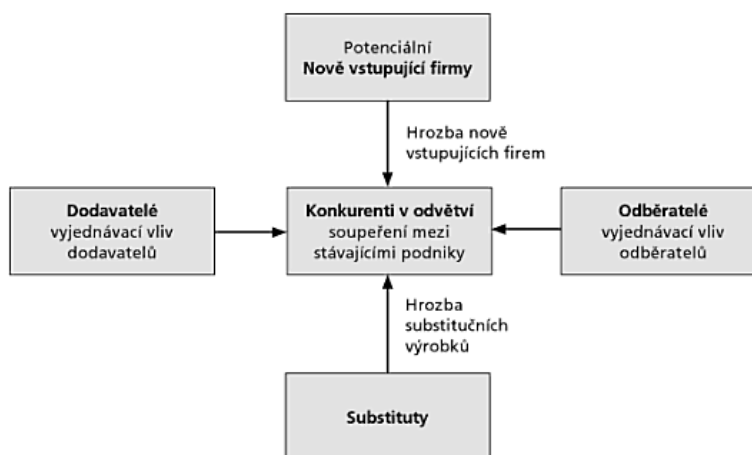 Potenciální
Nově vstupující firmy
Hrozba nově
vstupujících firem
Dodavatelé
vyjednávací vliv
dodavatelů
Konkurenti v odvětví
soupeření mezi
stávajícími podniky
Odběratelé
vyjednávací vliv
odběratelů
Hrozba
substitučních
výrobků
Substituty